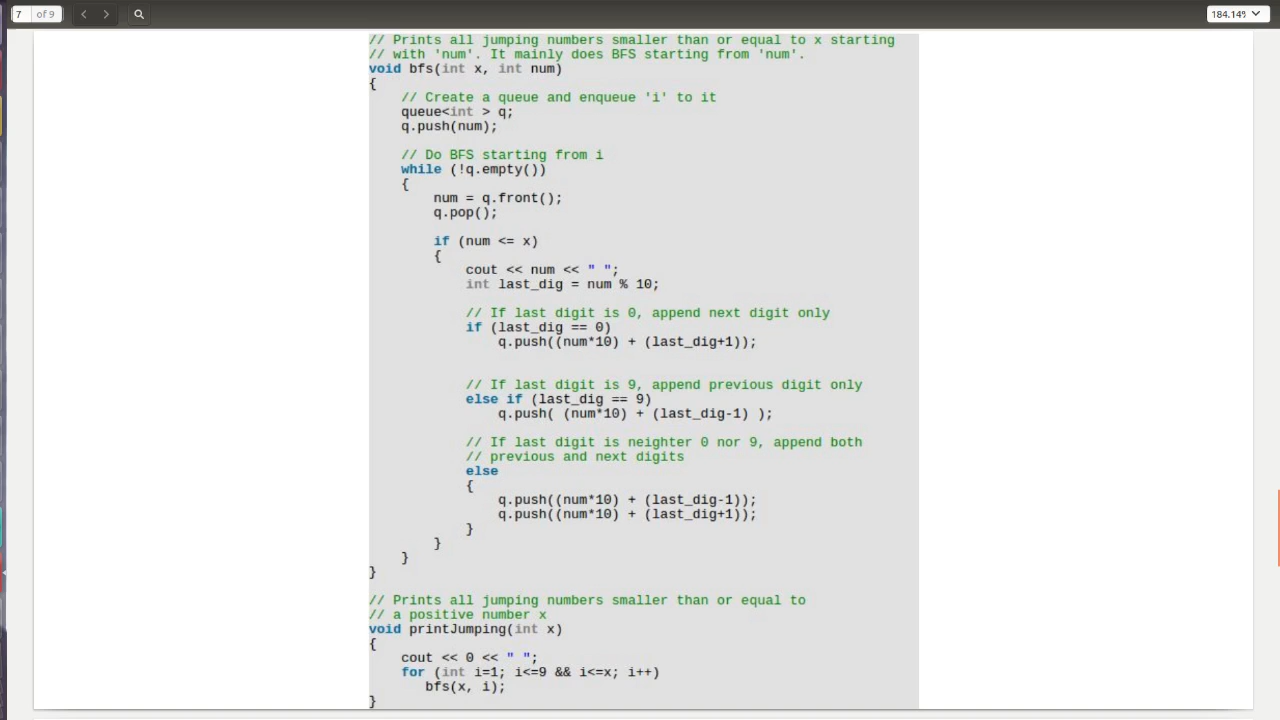 7 of 9
184.14%
// Prints all jumping numbers smaller than or equal to x starting
// with 'num'. It mainly does BFS starting from 'num'.
void bfs(int x, int num)
{
    // Create a queue and enqueue 'i' to it
    queue<int > q;
    q.push(num);
    // Do BFS starting from i
    while (!q.empty())
    {
        num = q.front();
        q.pop();
        if (num <= x)
        {
            cout << num << " ";
            int last_dig = num % 10;
            // If last digit is 0, append next digit only
            if (last_dig == 0)
                q.push((num*10) + (last_dig+1));
            // If last digit is 9, append previous digit only
            else if (last_dig == 9)
                q.push( (num*10) + (last_dig-1) );
            // If last digit is neighter 0 nor 9, append both
            // previous and next digits
            else
            {
                q.push((num*10) + (last_dig-1));
                q.push((num*10) + (last_dig+1));
            }
        }
    }
}
// Prints all jumping numbers smaller than or equal to
// a positive number x
void printJumping(int x)
{
    cout << 0 << " ";
    for (int i=1; i<=9 && i<=x; i++)
       bfs(x, i);
}